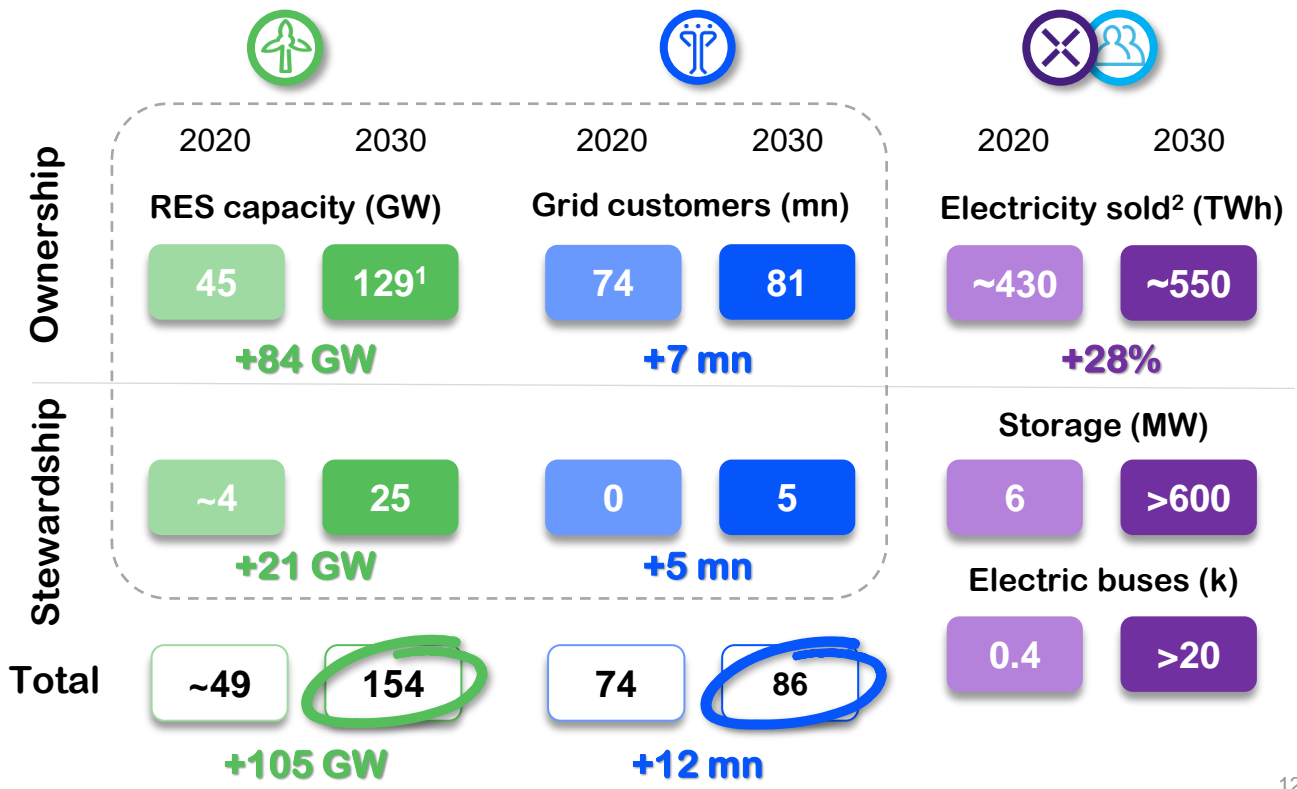 2020 2030 2020 2030 2020 2030
Ownership
RES capacity (GW) Grid customers (mn) Electricity sold² (TWh)
45 129¹ 74 81 ~430 ~550
+84 GW +7 mn +28%
Stewardship
Storage (MW)
~4 25 0 5 6 >600
+21 GW +5 mn
Electric buses (k)
0.4 >20
Total ~49 154 74 86
+105 GW +12 mn
12